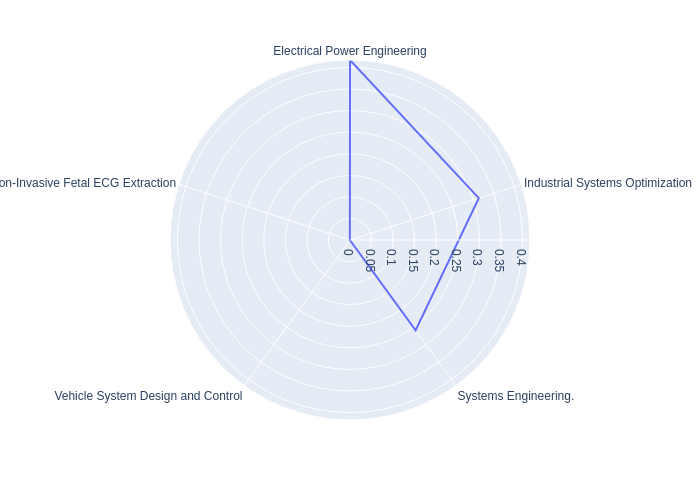 Electrical Power Engineering
on-Invasive Fetal ECG Extraction
Industrial Systems Optimization
0
0.05
0.1
0.15
0.2
0.25
0.3
0.35
0.4
Vehicle System Design and Control
Systems Engineering.